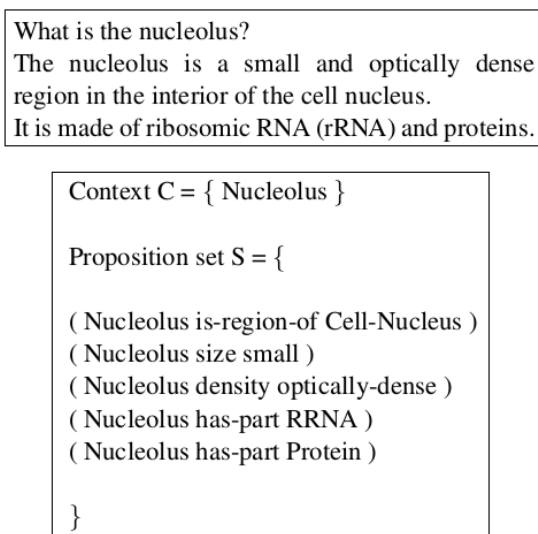 What is the nucleolus?
The nucleolus is a small and optically dense
region in the interior of the cell nucleus.
It is made of ribosomic RNA (rRNA) and proteins.
Context C = { Nucleolus }
Proposition set S = {
( Nucleolus is-region-of Cell-Nucleus )
( Nucleolus size small )
( Nucleolus density optically-dense )
( Nucleolus has-part RRNA )
( Nucleolus has-part Protein )
}